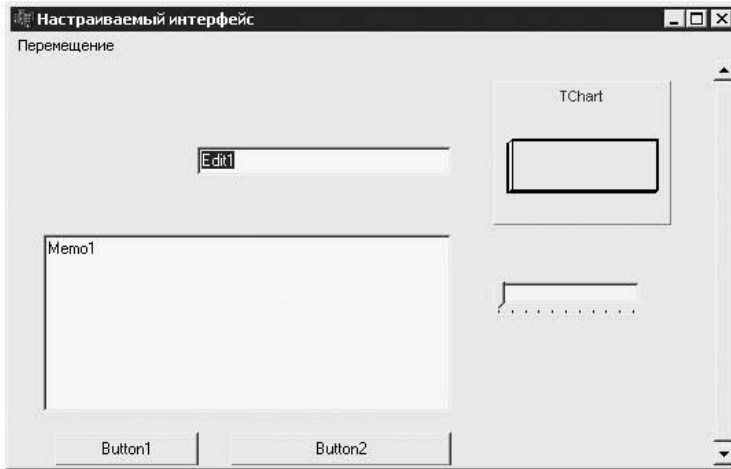 Настраиваемый интерфейс
Перемещение
TChart
Edit1
Memo1
Button1
Button2